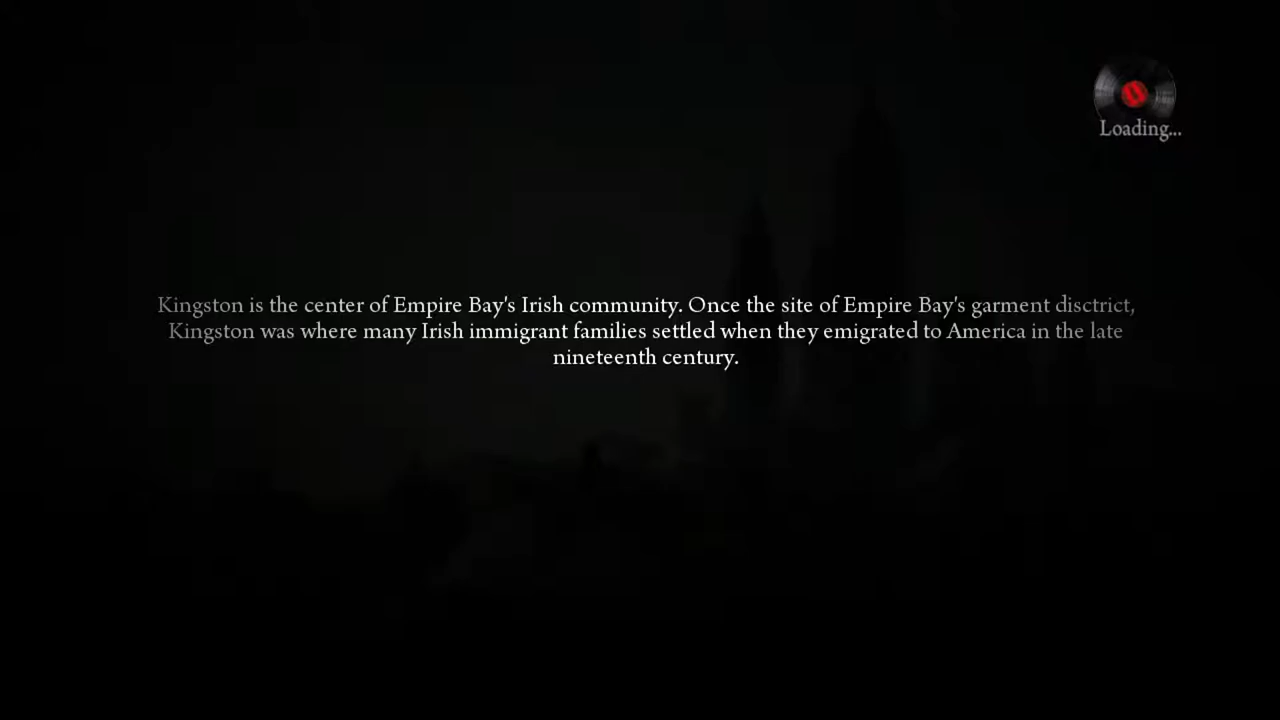 Loading...
Kingston is the center of Empire Bay's Irish community. Once the site of Empire Bay's garment disctrict,
Kingston was where many Irish immigrant families settled when they emigrated to America in the late
nineteenth century.